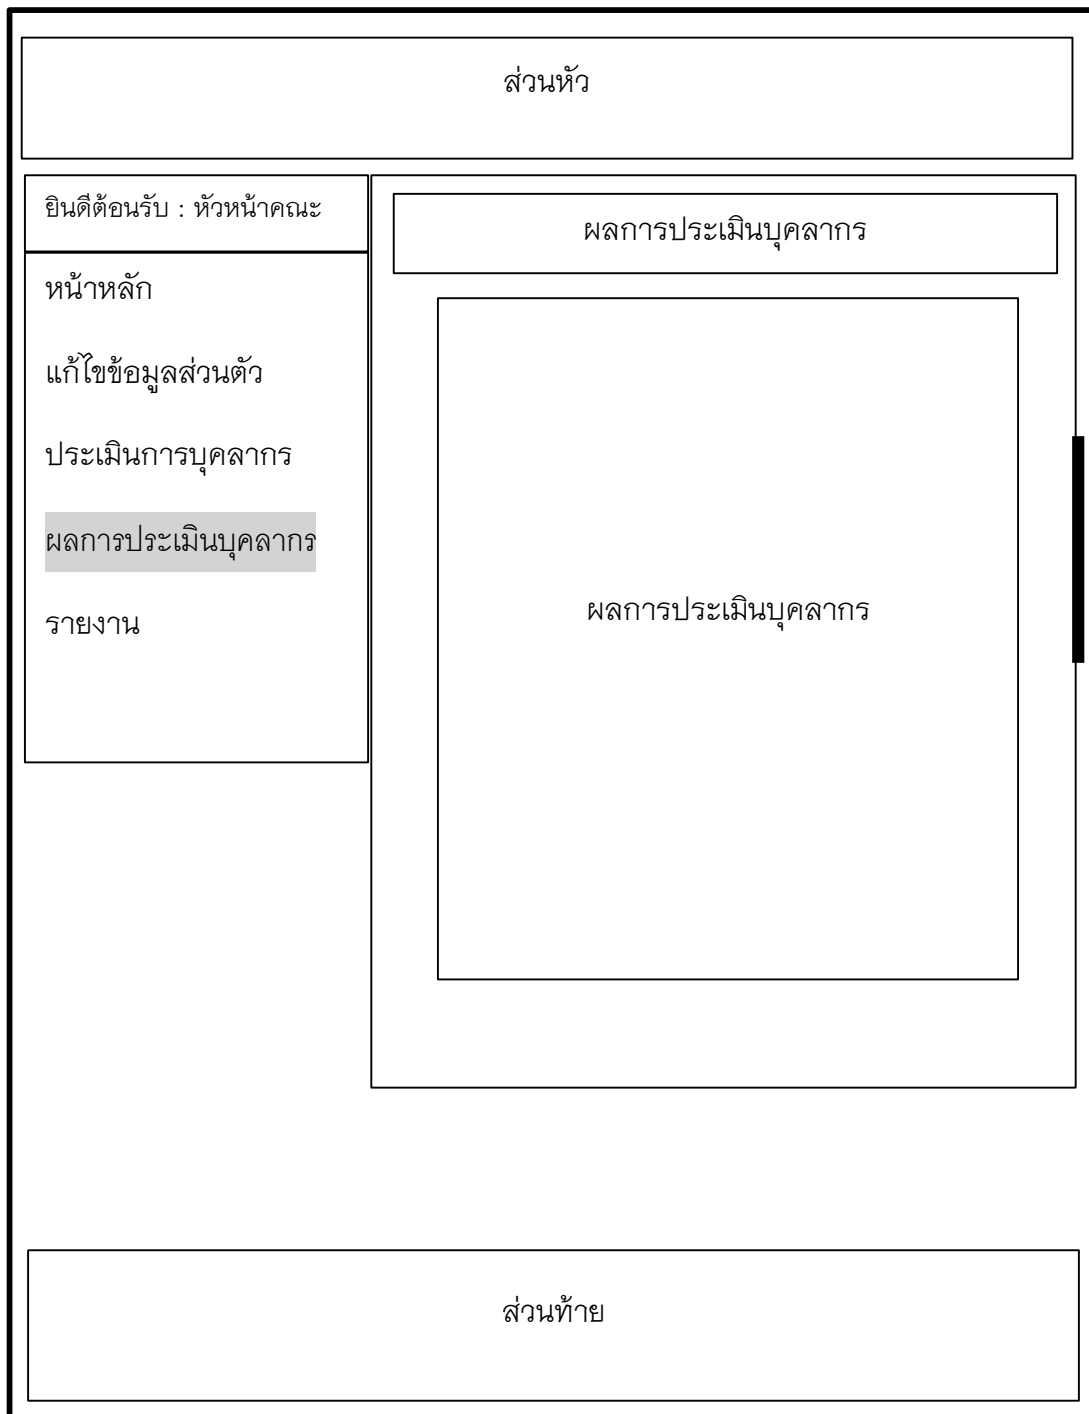 ส่วนหัว
ยินดีต้อนรับ : หัวหน้าคณะ
หน้าหลัก
แก้ไขข้อมูลส่วนตัว
ประเมินการบุคลากร
ผลการประเมินบุคลากร
รายงาน
ผลการประเมินบุคลากร
ผลการประเมินบุคลากร
ส่วนท้าย